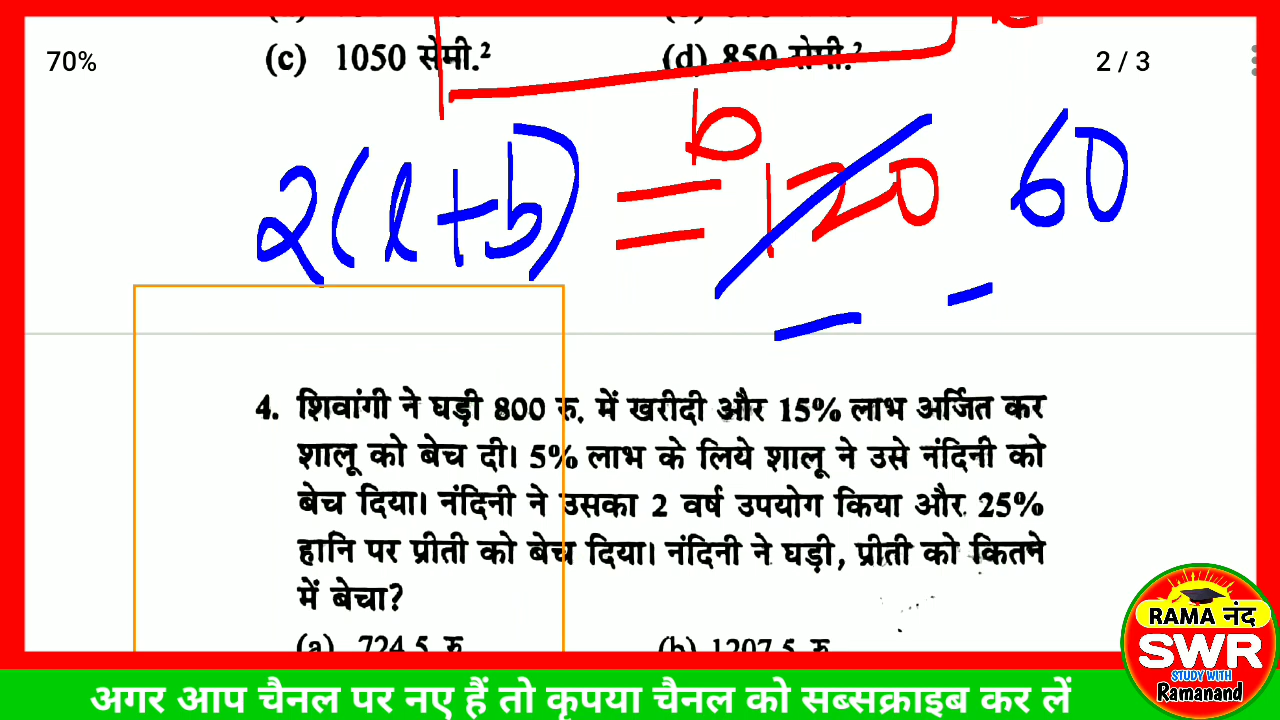 (c) 1050 सेमी.² (d) 850 सेमी.²
70% 2 / 3
b
2(l+b) = 120 60
4. शिवांगी ने घड़ी 800 रु. में खरीदी और 15% लाभ अर्जित कर
शालू को बेच दी। 5% लाभ के लिये शालू ने उसे नंदिनी को
बेच दिया। नंदिनी ने उसका 2 वर्ष उपयोग किया और 25%
हानि पर प्रीती को बेच दिया। नंदिनी ने घड़ी, प्रीती को कितने
में बेचा?
(a) 724.5 रु (b) 1207.5 रु
RAMA नंद
SWR
STUDY WITH
Ramanand
अगर आप चैनल पर नए हैं तो कृपया चैनल को सब्सक्राइब कर लें